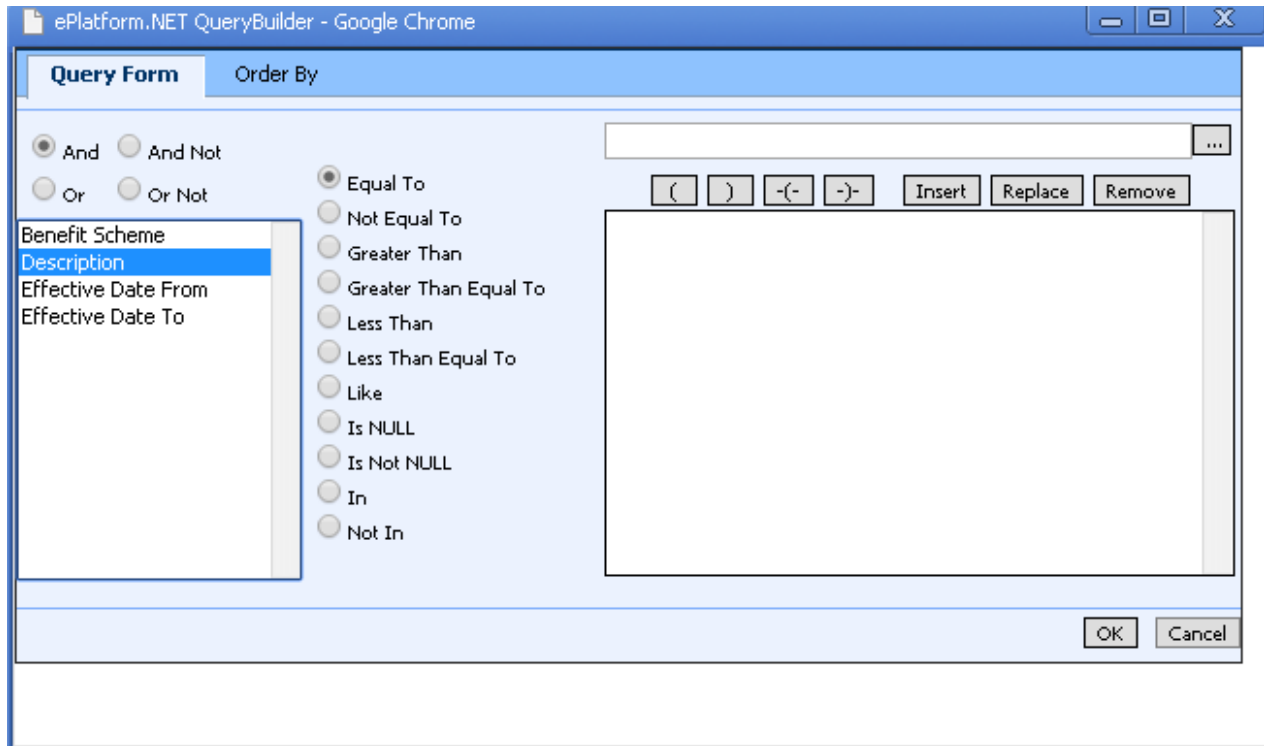 ePlatform.NET QueryBuilder - Google Chrome
Query Form Order By
And And Not
Or Or Not
Benefit Scheme
Description
Effective Date From
Effective Date To
Equal To
Not Equal To
Greater Than
Greater Than Equal To
Less Than
Less Than Equal To
Like
Is NULL
Is Not NULL
In
Not In
...
( ) -(- -)- Insert Replace Remove
OK Cancel